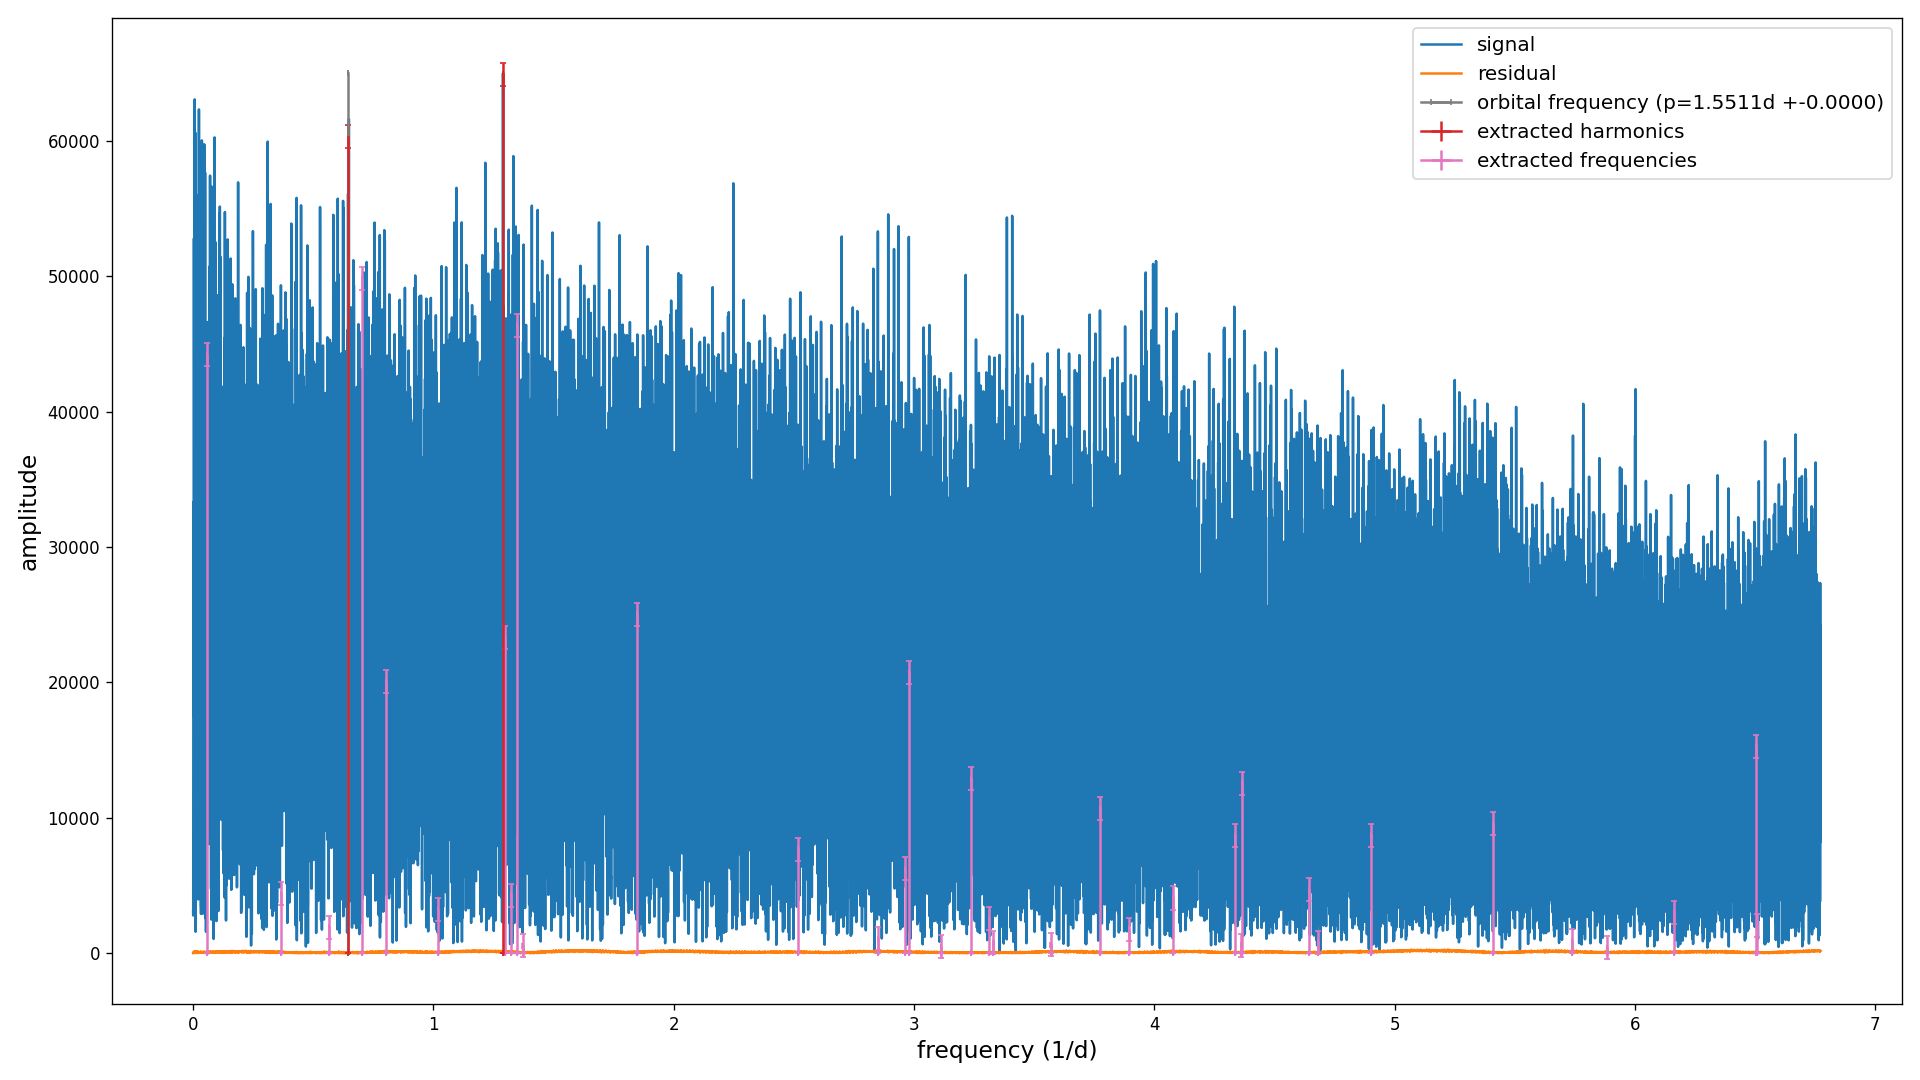 signal
residual
orbital frequency (p=1.5511d +-0.0000)
extracted harmonics
extracted frequencies
amplitude
60000
50000
40000
30000
20000
10000
0
0 1 2 3 4 5 6 7
frequency (1/d)